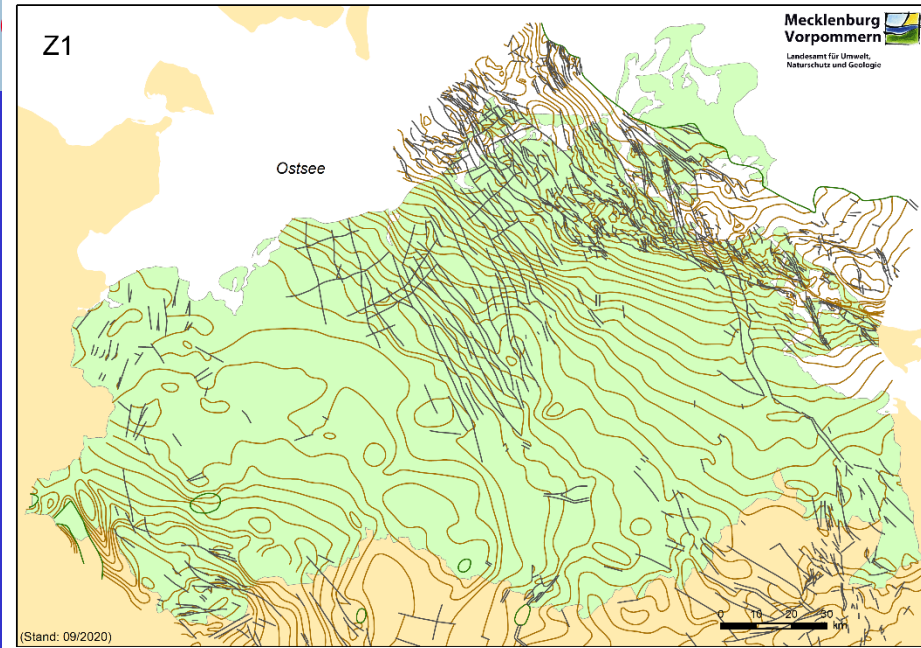 Z1
Mecklenburg
Vorpommern
Landesamt für Umwelt,
Naturschutz und Geologie
Ostsee
0 10 20 30
km
(Stand: 09/2020)